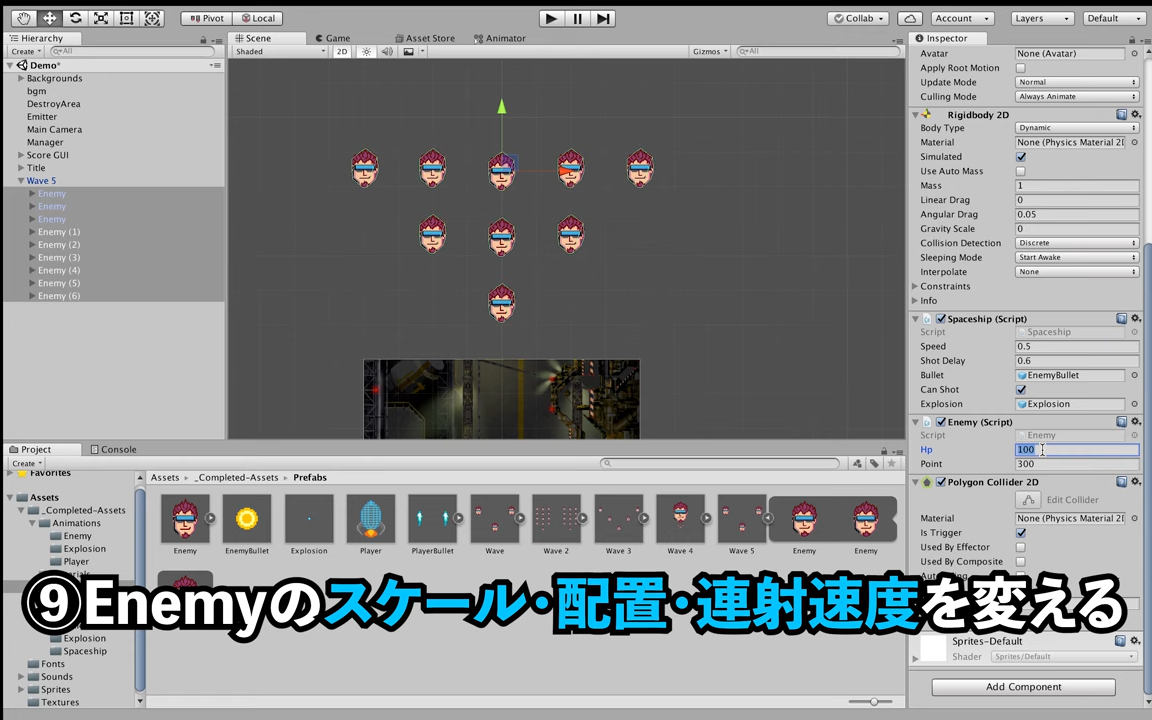 Pivot Local Collab Account Layers Default
Hierarchy
Create All
Demo*
Backgrounds
bgm
DestroyArea
Emitter
Main Camera
Manager
Score GUI
Title
Wave 5
Enemy
Enemy
Enemy
Enemy (1)
Enemy (2)
Enemy (3)
Enemy (4)
Enemy (5)
Enemy (6)
Scene Game Asset Store Animator
Shaded 2D Gizmos All
Inspector
Avatar None (Avatar)
Apply Root Motion
Update Mode Normal
Culling Mode Always Animate
Rigidbody 2D
Body Type Dynamic
Material None (Physics Material 2D
Simulated
Use Auto Mass
Mass 1
Linear Drag 0
Angular Drag 0.05
Gravity Scale 0
Collision Detection Discrete
Sleeping Mode Start Awake
Interpolate None
Constraints
Info
Spaceship (Script)
Script Spaceship
Speed 0.5
Shot Delay 0.6
Bullet EnemyBullet
Can Shot
Explosion Explosion
Enemy (Script)
Script Enemy
Hp 100
Point 300
Polygon Collider 2D
Edit Collider
Material None (Physics Material 2D
Is Trigger
Used By Effector
Used By Composite
Sprites-Default
Shader Sprites/Default
Add Component
Project Console
Create
Favorites
Assets
_Completed-Assets
Animations
Enemy
Explosion
Player
Explosion
Spaceship
Fonts
Sounds
Sprites
Textures
Assets _Completed-Assets Prefabs
Enemy EnemyBullet Explosion Player PlayerBullet Wave Wave 2 Wave 3 Wave 4 Wave 5 Enemy Enemy
⑨Enemyのスケール・配置・連射速度を変える